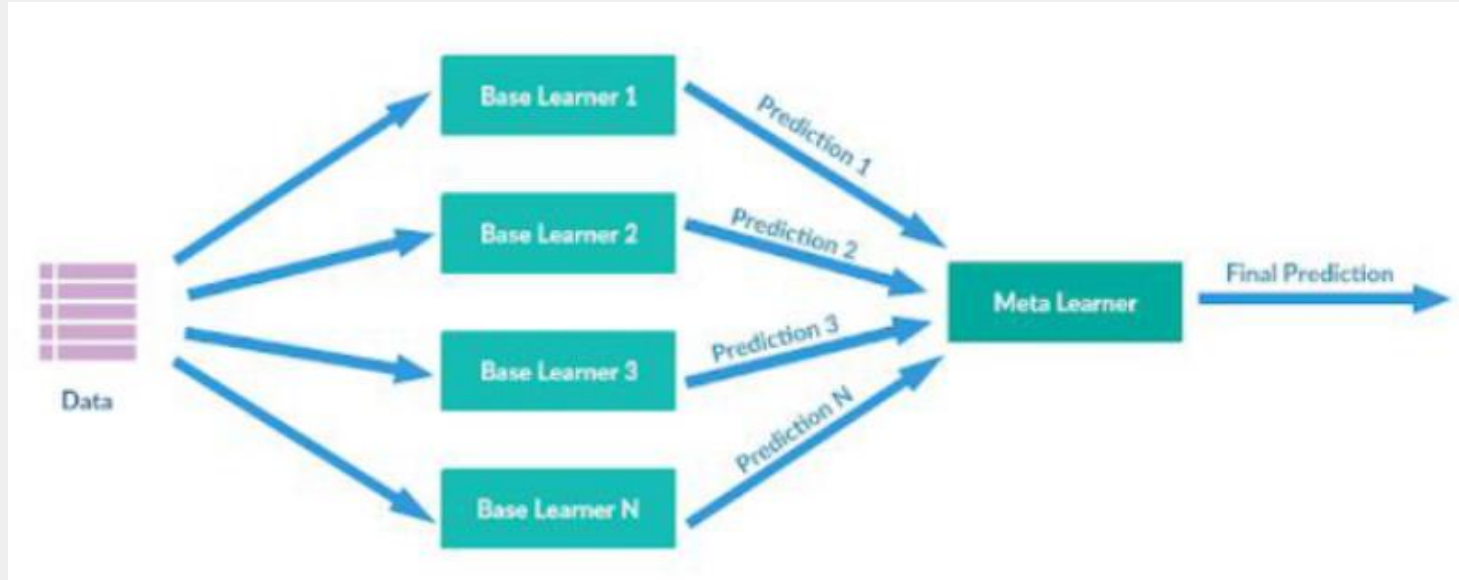 Base Learner 1
Prediction 1
Base Learner 2
Prediction 2
Data
Base Learner 3
Prediction 3
Meta Learner
Final Prediction
Base Learner N
Prediction N